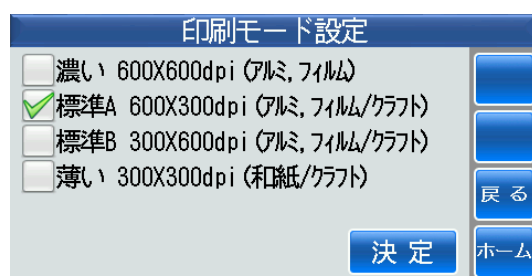 印刷モード設定
濃い 600X600dpi(アルミ,フィルム)
標準A 600X300dpi(アルミ,フィルム/クラフト)
標準B 300X600dpi(アルミ,フィルム/クラフト)
薄い 300X300dpi(和紙/クラフト)
戻る
決定
ホーム